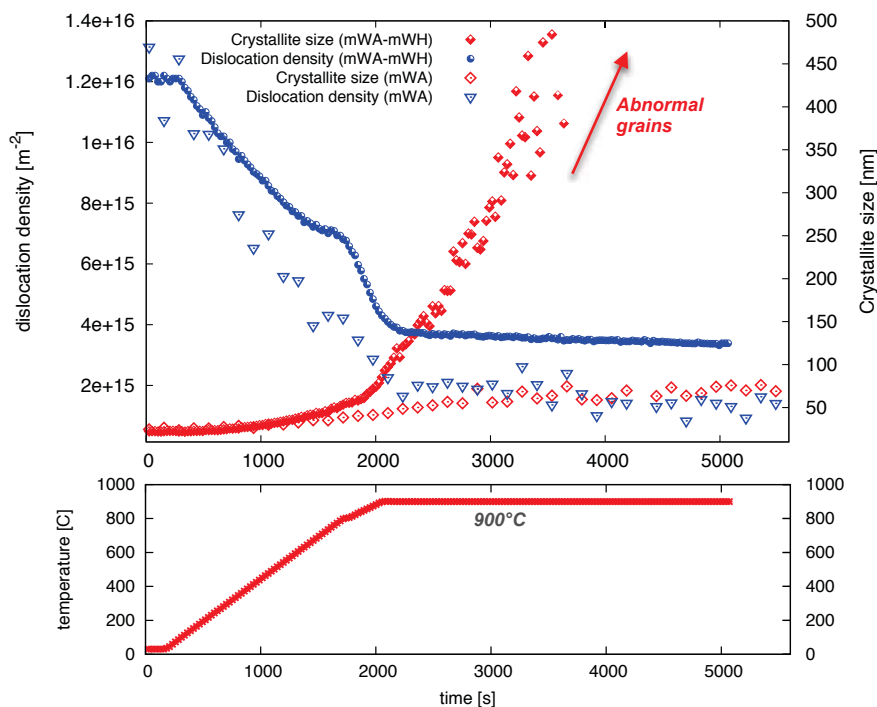 1.4e+16
1.2e+16
1e+16
8e+15
6e+15
4e+15
2e+15
dislocation density [m-2]
500
450
400
350
300
250
200
150
100
50
Crystallite size [nm]
Crystallite size (mWA-mWH)
Dislocation density (mWA-mWH)
Crystallite size (mWA)
Dislocation density (mWA)
Abnormal
grains
0 1000 2000 3000 4000 5000
1000
800
600
400
200
0
temperature [C]
900°C
1000
800
600
400
200
0
0 1000 2000 3000 4000 5000
time [s]